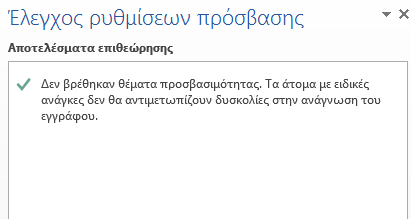 Έλεγχος ρυθμίσεων πρόσβασης
Αποτελέσματα επιθεώρησης
Δεν βρέθηκαν θέματα προσβασιμότητας. Τα άτομα με ειδικές
ανάγκες δεν θα αντιμετωπίζουν δυσκολίες στην ανάγνωση του
εγγράφου.